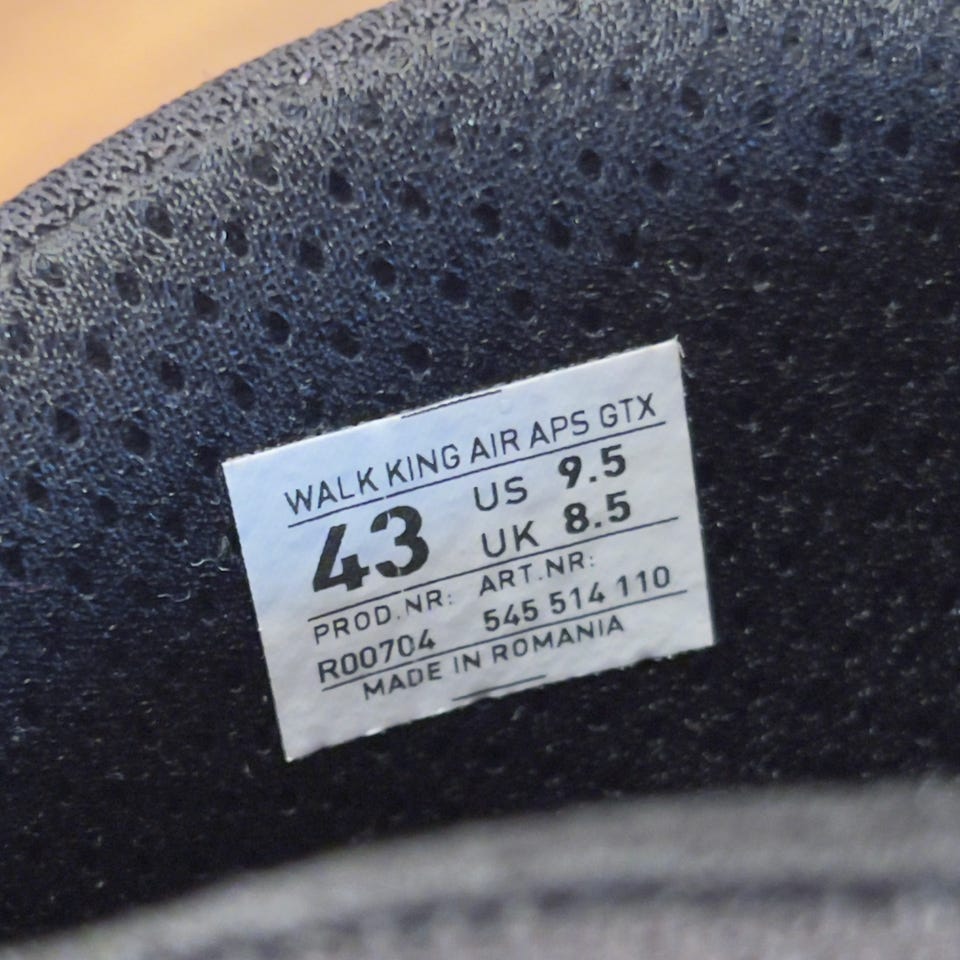 WALK KING AIR APS GTX
43 US 9.5
UK 8.5
PROD.NR: ART.NR:
R00704 545 514 110
MADE IN ROMANIA